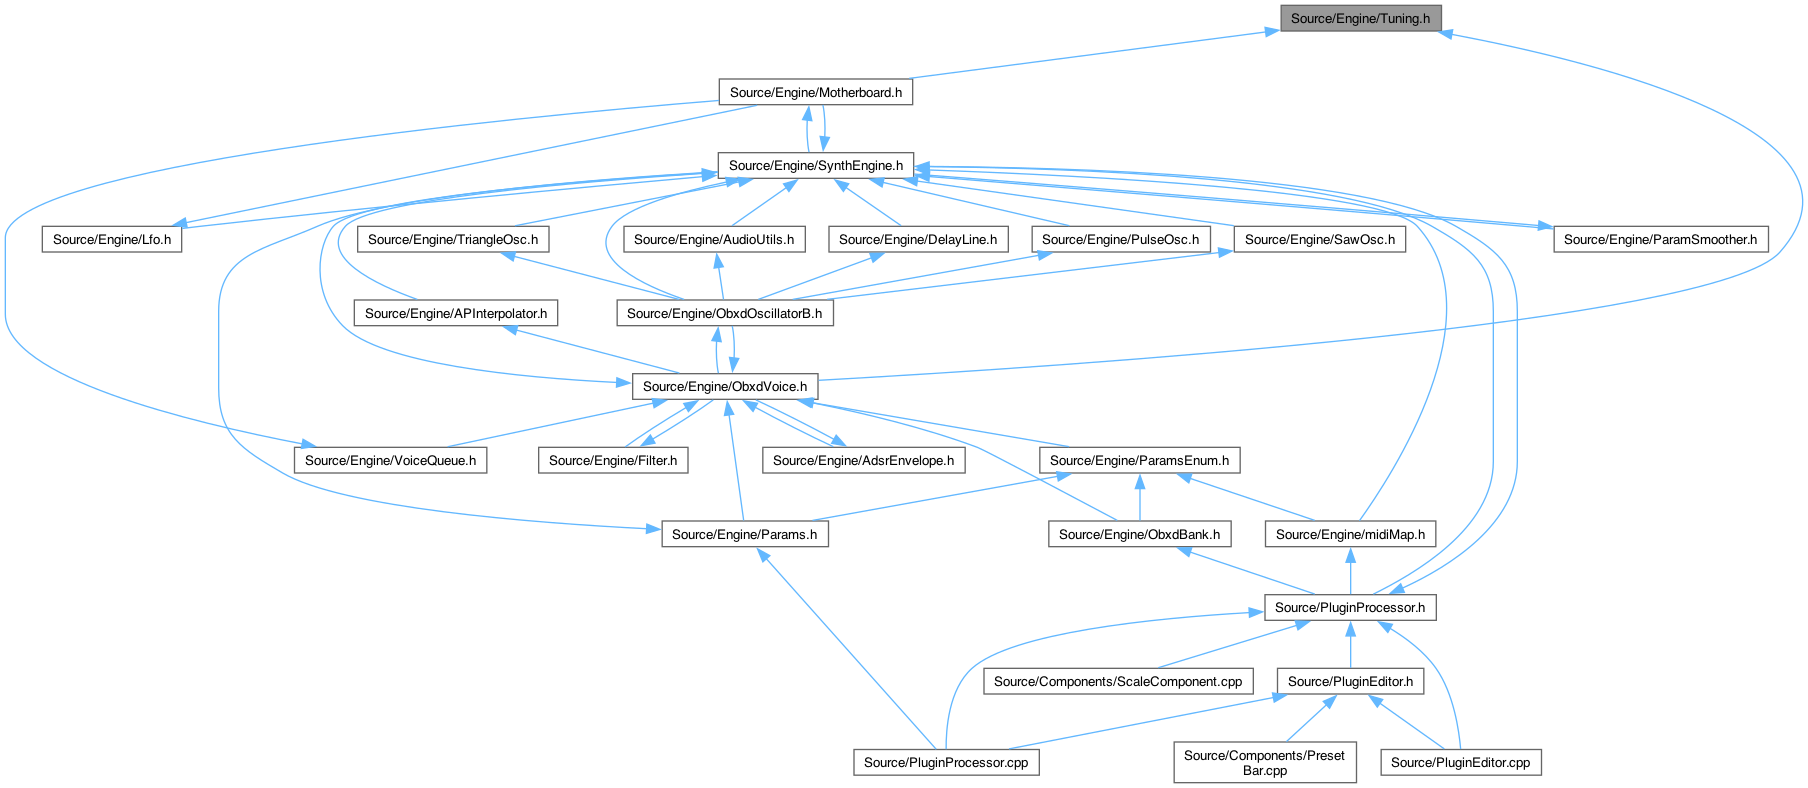 Source/Engine/Tuning.h
Source/Engine/Motherboard.h
Source/Engine/SynthEngine.h
Source/Engine/Lfo.h
Source/Engine/TriangleOsc.h
Source/Engine/AudioUtils.h
Source/Engine/DelayLine.h
Source/Engine/PulseOsc.h
Source/Engine/SawOsc.h
Source/Engine/ParamSmoother.h
Source/Engine/APInterpolator.h
Source/Engine/ObxdOscillatorB.h
Source/Engine/ObxdVoice.h
Source/Engine/VoiceQueue.h
Source/Engine/Filter.h
Source/Engine/AdsrEnvelope.h
Source/Engine/ParamsEnum.h
Source/Engine/Params.h
Source/Engine/ObxdBank.h
Source/Engine/midiMap.h
Source/PluginProcessor.h
Source/Components/ScaleComponent.cpp
Source/PluginEditor.h
Source/PluginProcessor.cpp
Source/Components/Preset
Bar.cpp
Source/PluginEditor.cpp